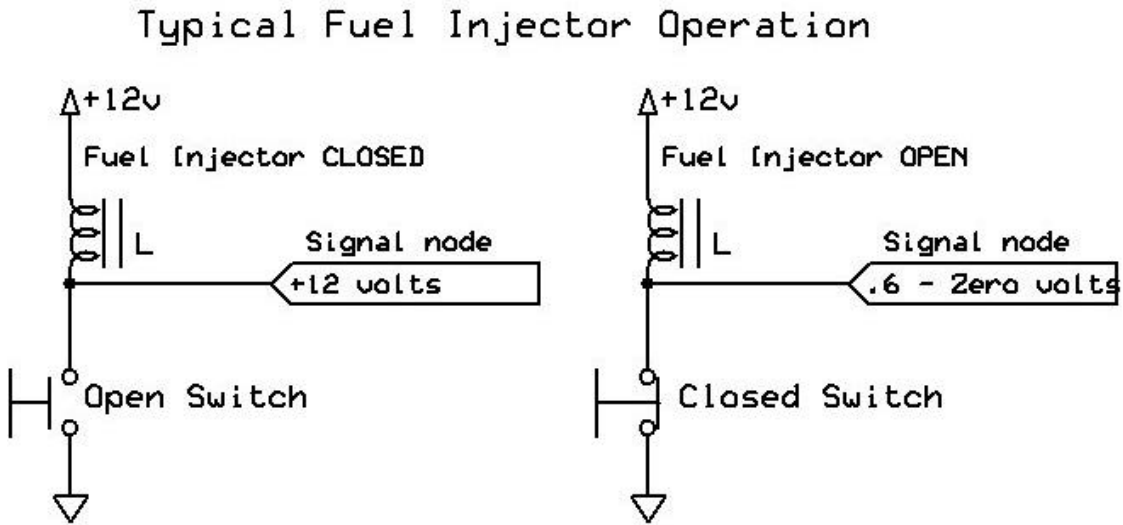 Typical Fuel Injector Operation
+12v
Fuel Injector CLOSED
L
Signal node
+12 volts
Open Switch
+12v
Fuel Injector OPEN
L
Signal node
.6 - Zero volts
Closed Switch